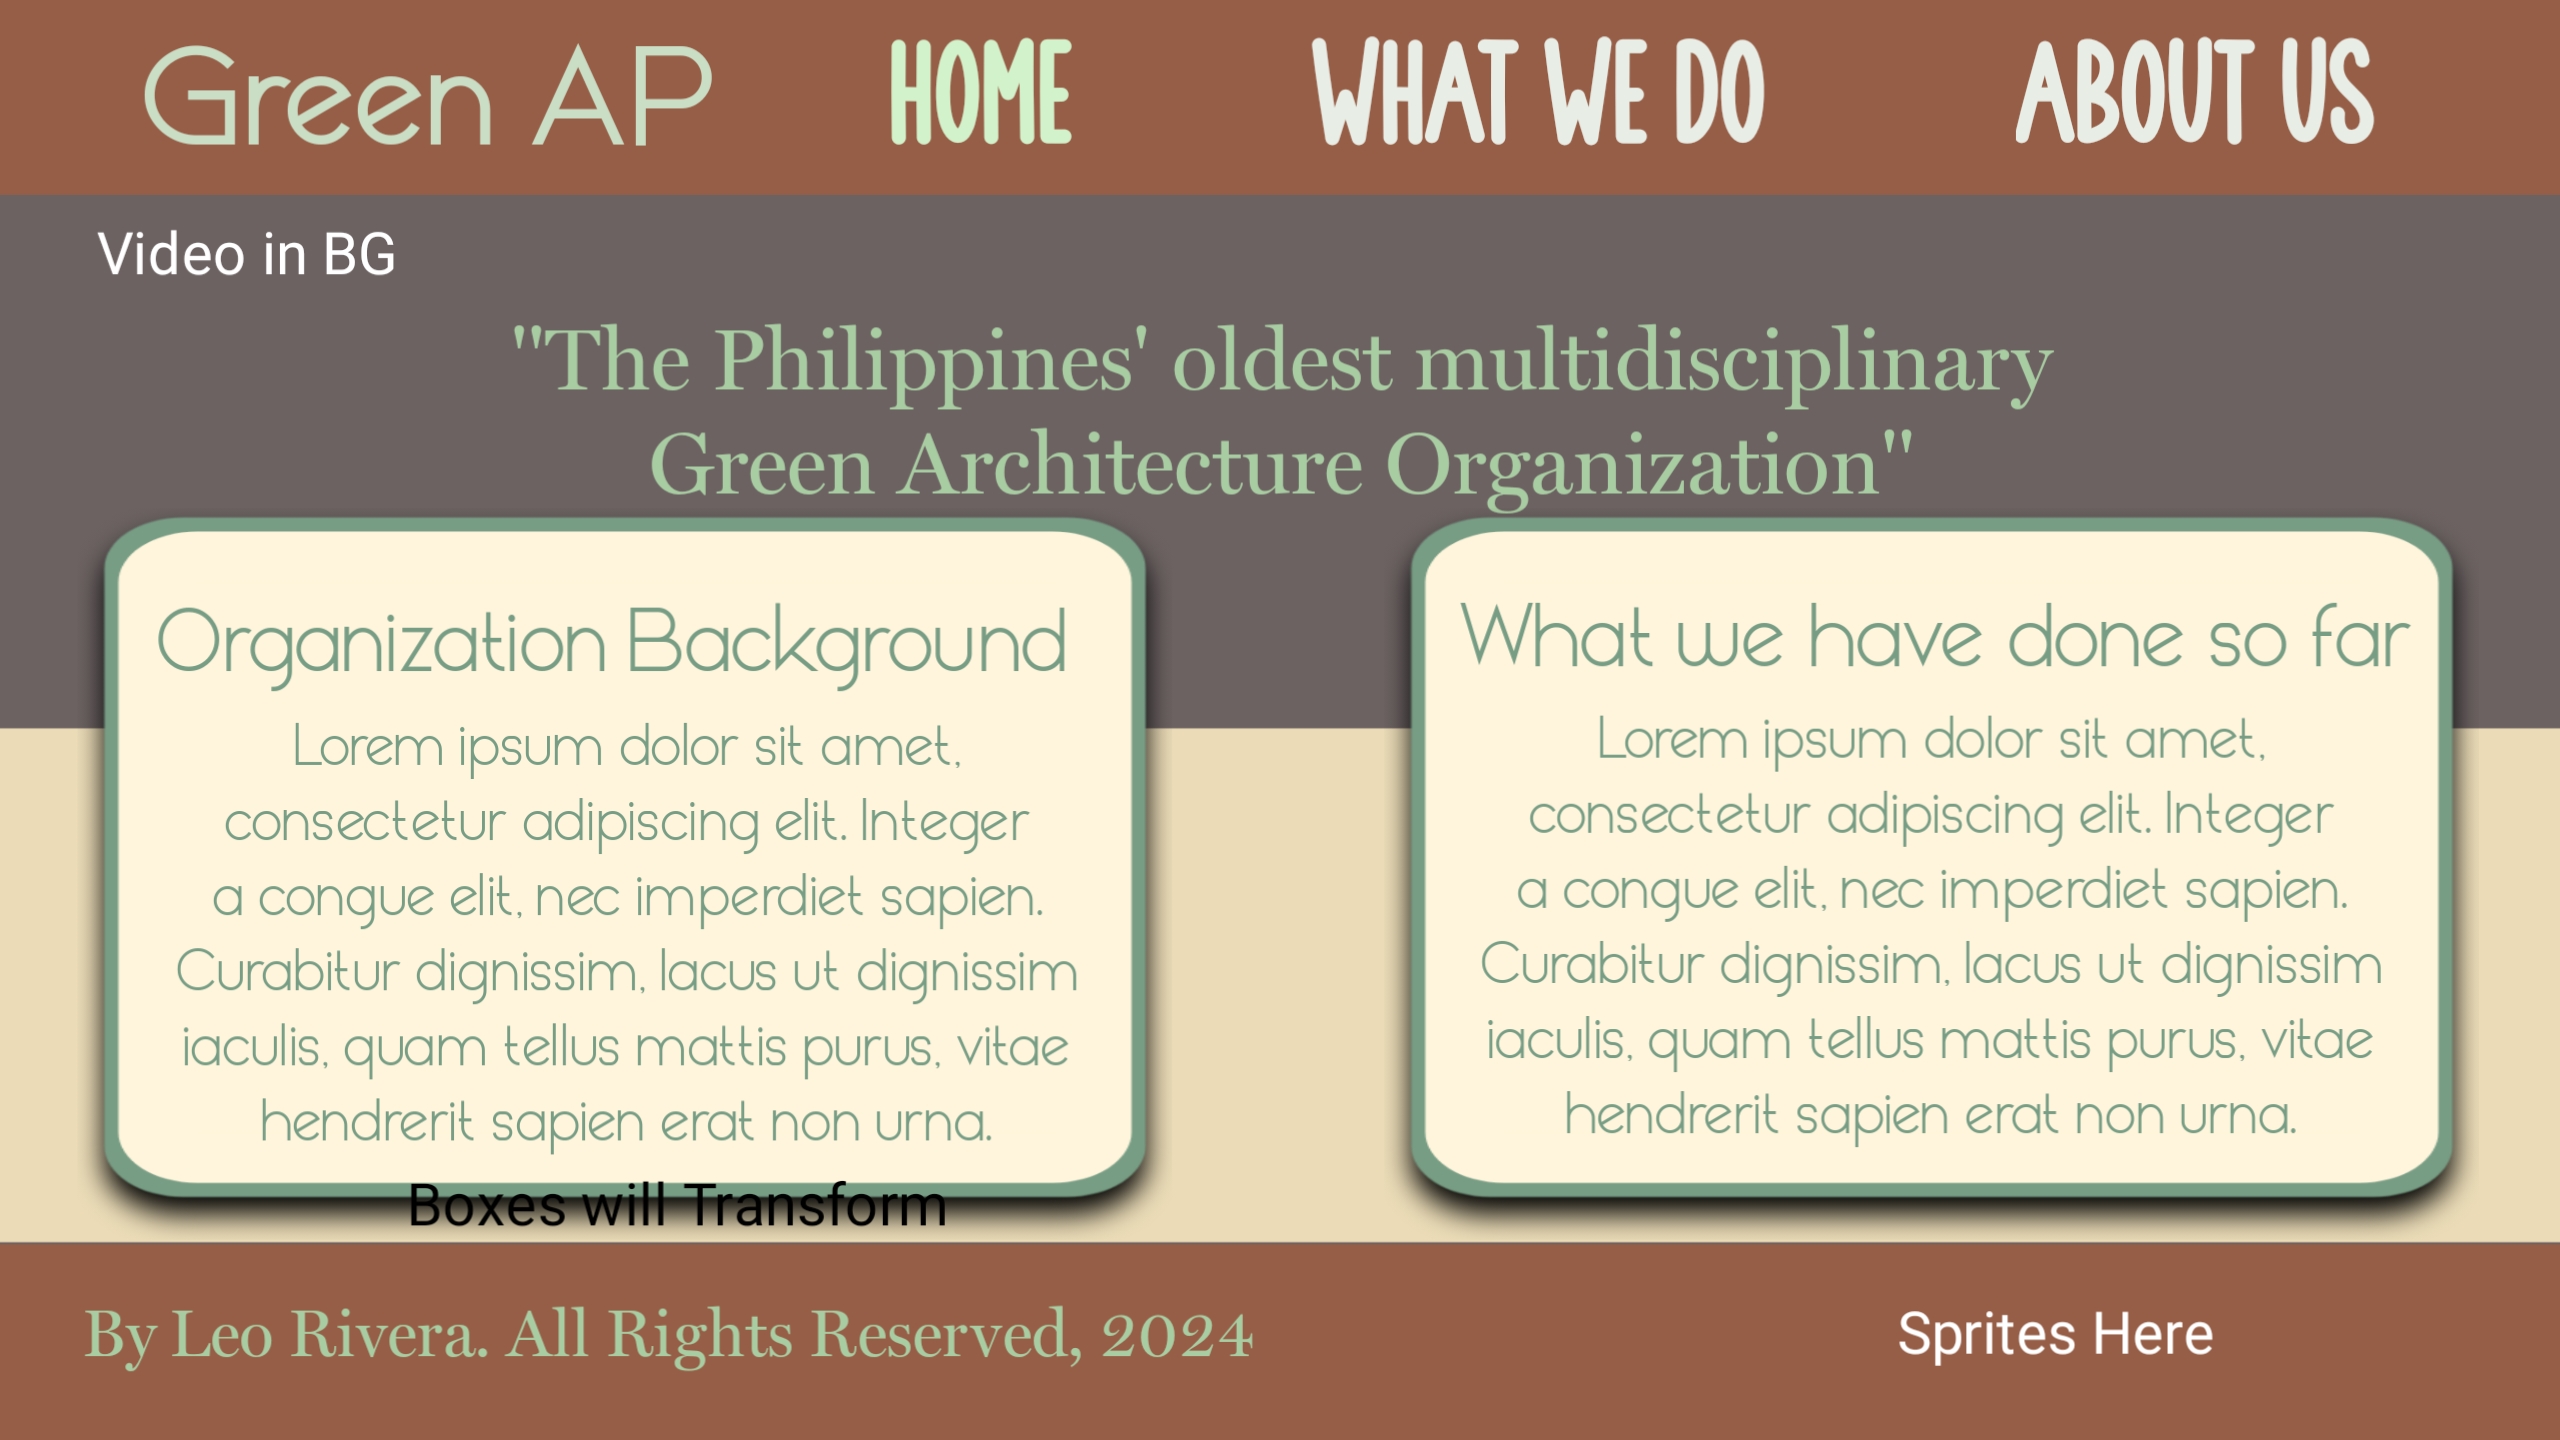 Green AP
HOME
WHAT WE DO
ABOUT US
Video in BG
"The Philippines' oldest multidisciplinary
Green Architecture Organization"
Organization Background
Lorem ipsum dolor sit amet,
consectetur adipiscing elit. Integer
a congue elit, nec imperdiet sapien.
Curabitur dignissim, lacus ut dignissim
iaculis, quam tellus mattis purus, vitae
hendrerit sapien erat non urna.
Boxes will Transform
What we have done so far
Lorem ipsum dolor sit amet,
consectetur adipiscing elit. Integer
a congue elit, nec imperdiet sapien.
Curabitur dignissim, lacus ut dignissim
iaculis, quam tellus mattis purus, vitae
hendrerit sapien erat non urna.
By Leo Rivera. All Rights Reserved, 2024
Sprites Here